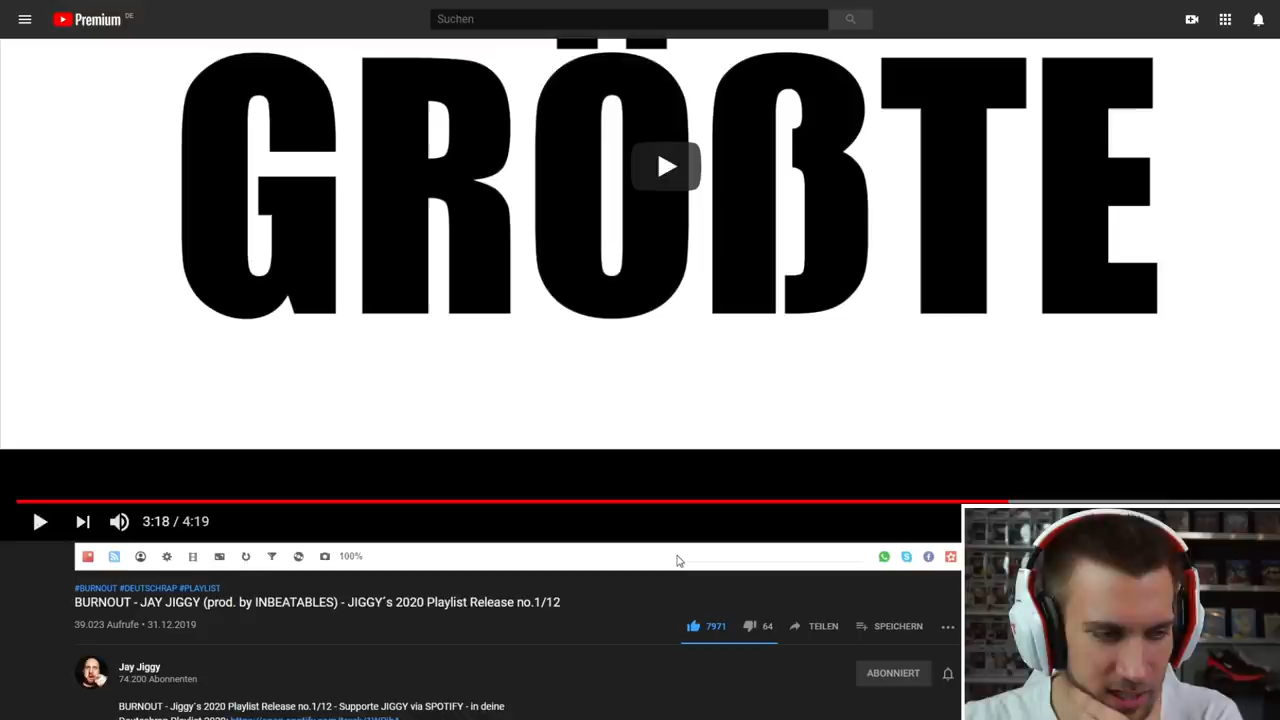 Premium DE
Suchen
GRÖßTE
3:18 / 4:19
100%
#BURNOUT #DEUTSCHRAP #PLAYLIST
BURNOUT - JAY JIGGY (prod. by INBEATABLES) - JIGGY´s 2020 Playlist Release no.1/12
39.023 Aufrufe • 31.12.2019
7971
64
TEILEN
SPEICHERN
Jay Jiggy
74.200 Abonnenten
ABONNIERT
BURNOUT - Jiggy´s 2020 Playlist Release no.1/12 - Supporte JIGGY via SPOTIFY - in deine